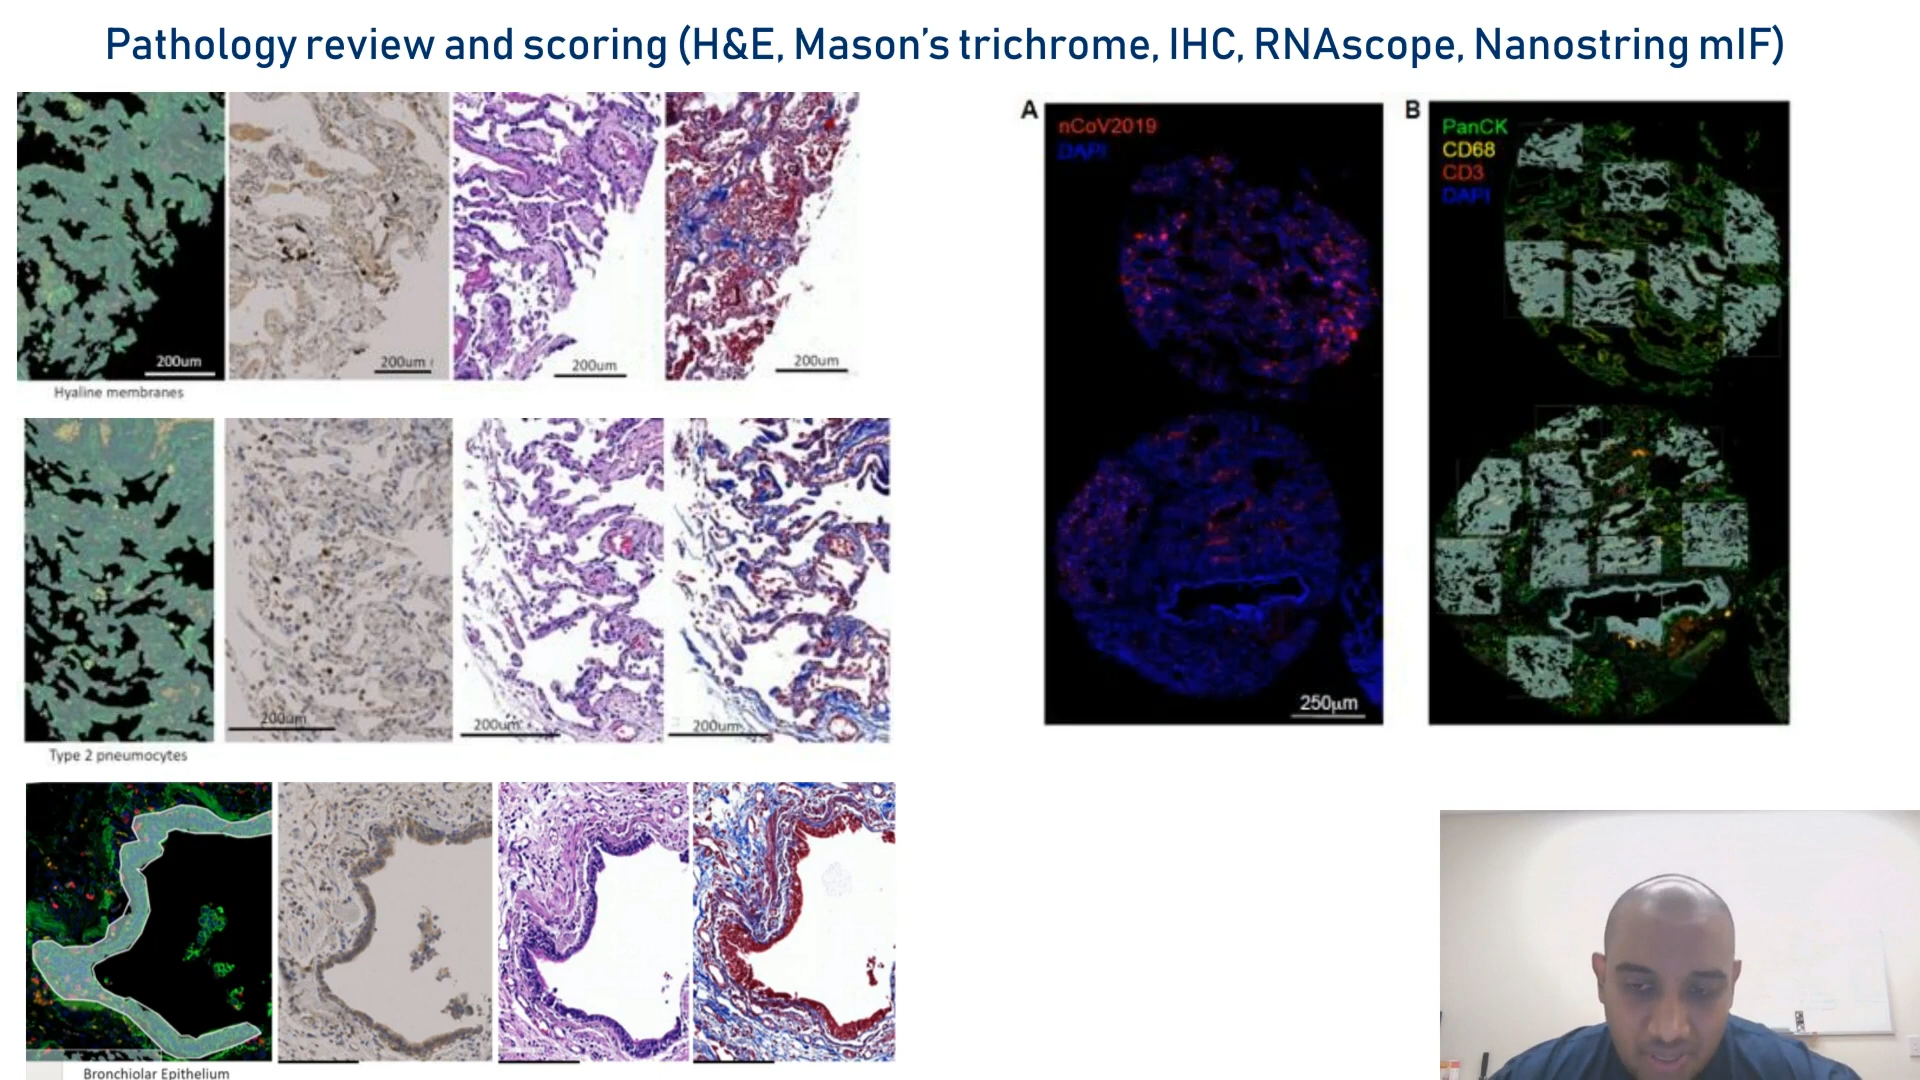 Pathology review and scoring (H&E, Mason's trichrome, IHC, RNAscope, Nanostring mIF)
200um
200um
200um
200um
Hyaline membranes
200um
200um
200um
Type 2 pneumocytes
Bronchiolar Epithelium
A
nCoV2019
DAPI
250μm
B
PanCK
CD68
CD3
DAPI